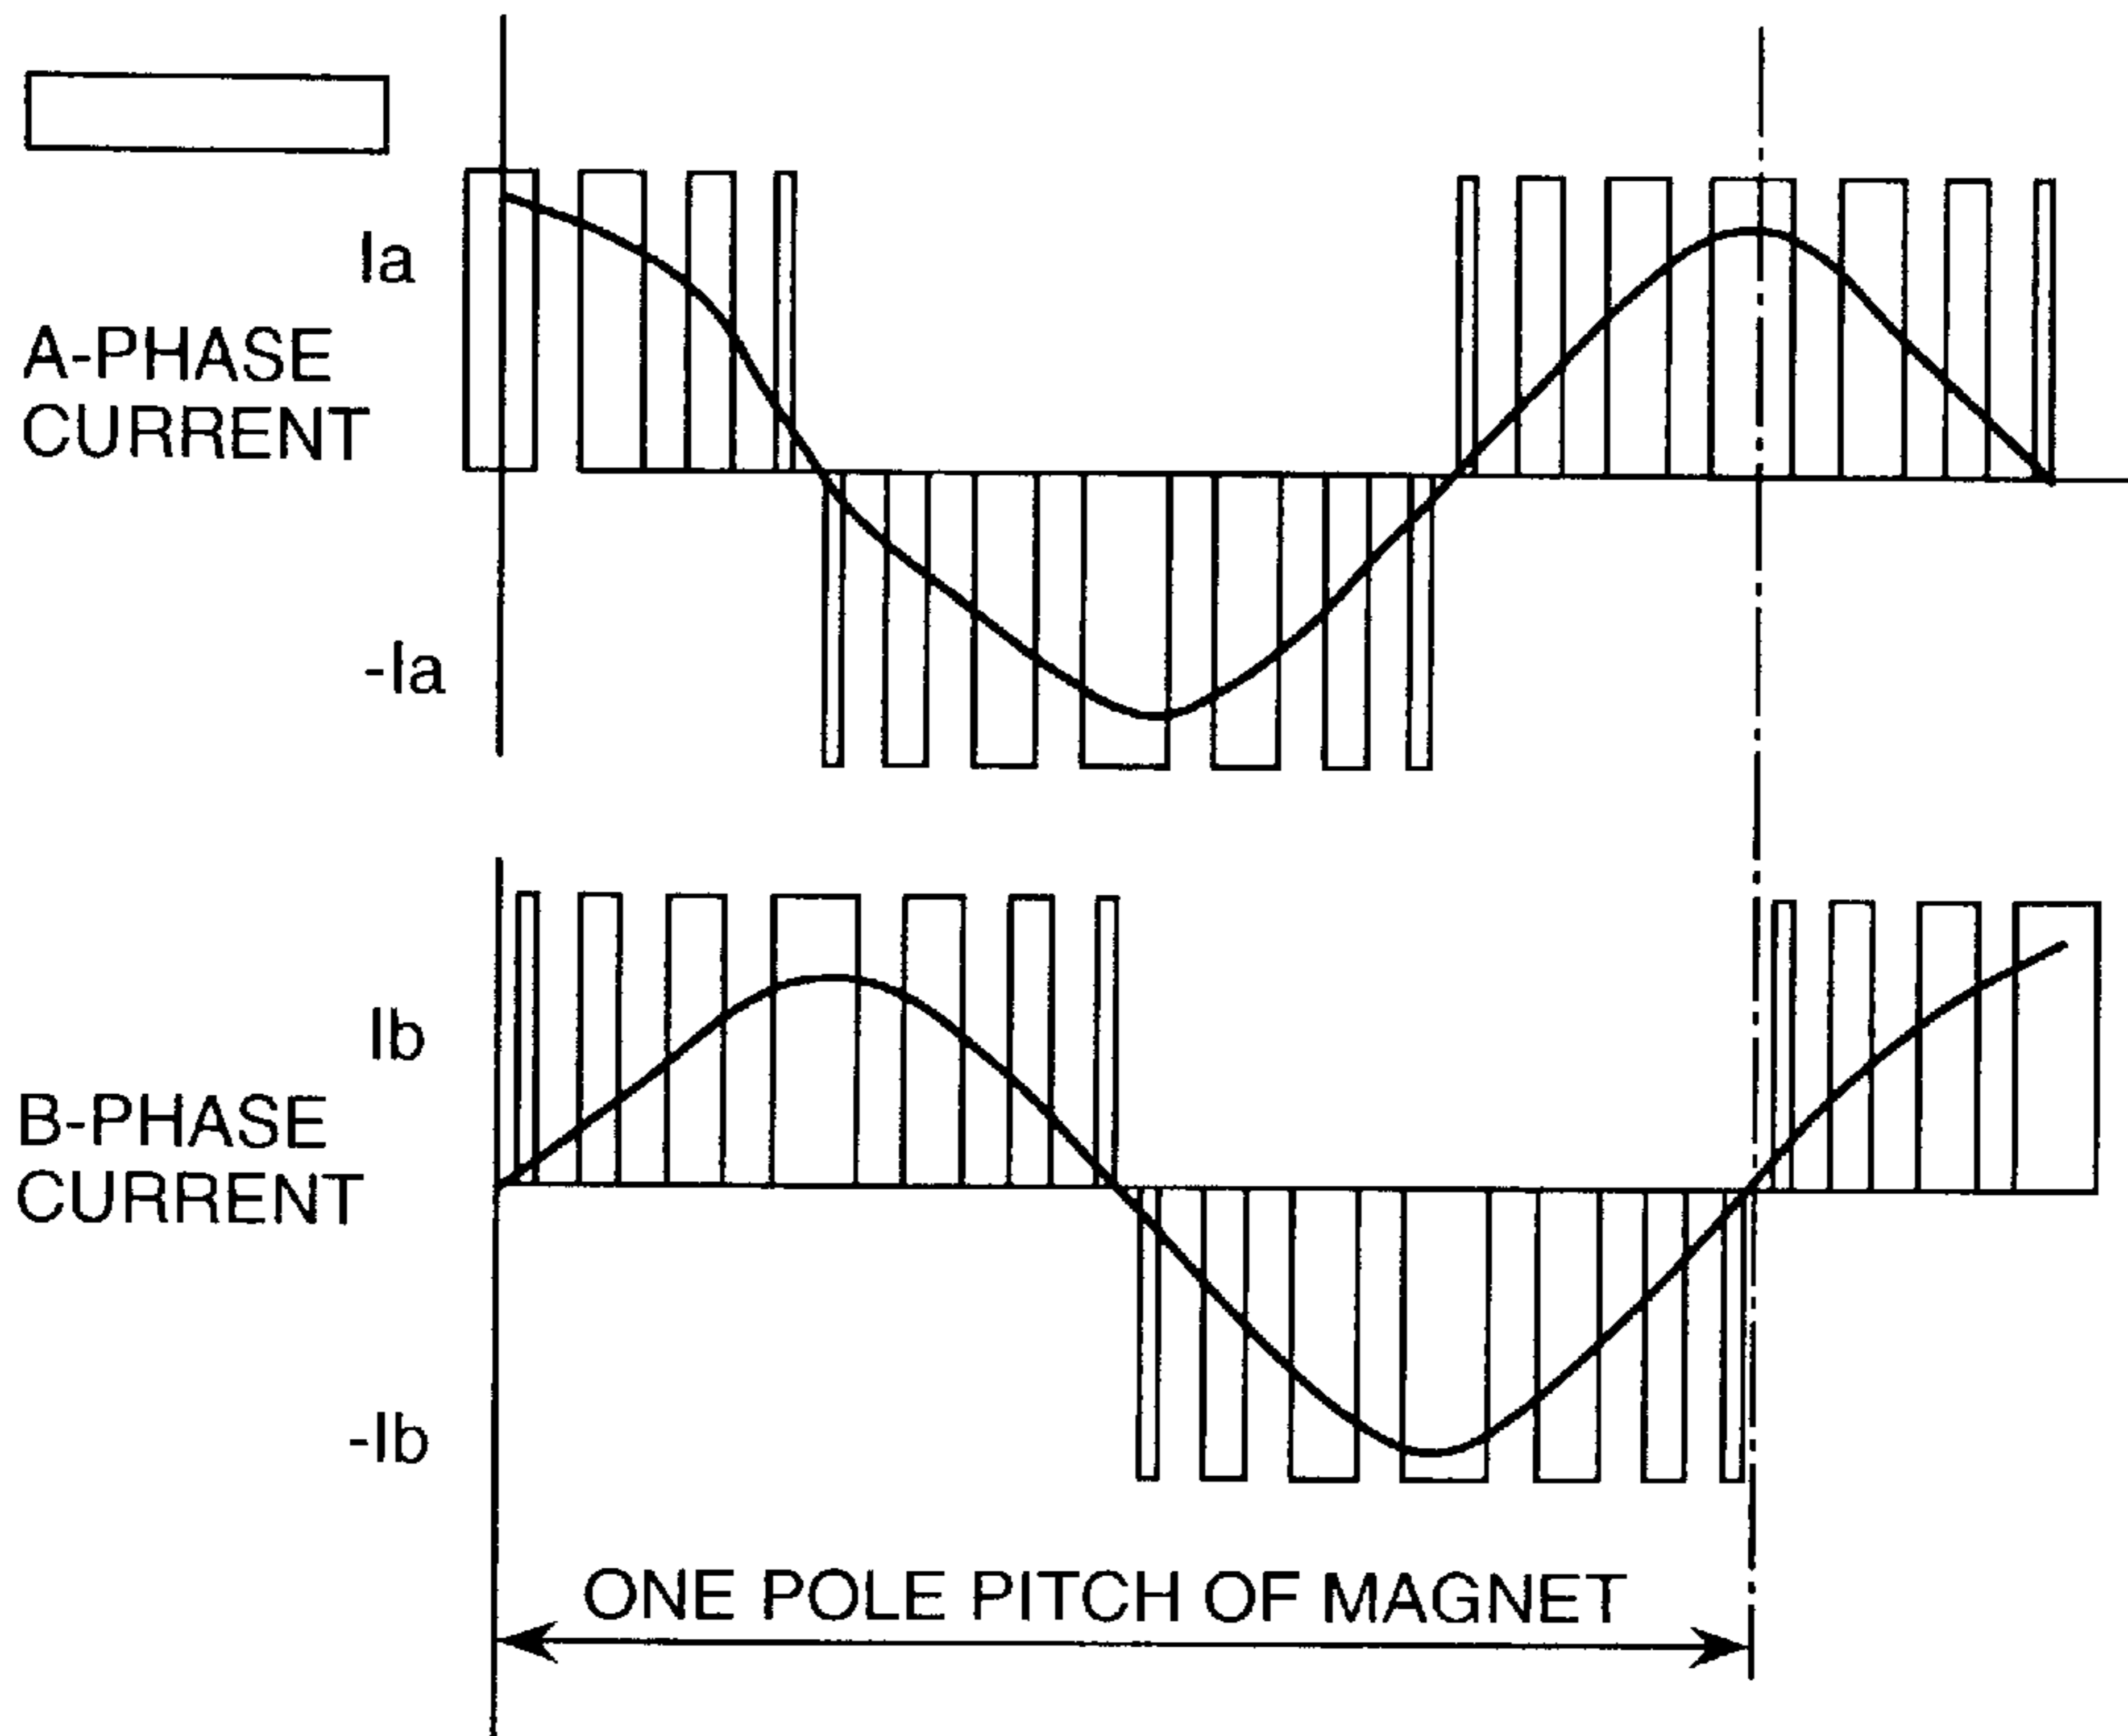 Ia
A-PHASE
CURRENT
-Ia
Ib
B-PHASE
CURRENT
-Ib
ONE POLE PITCH OF MAGNET